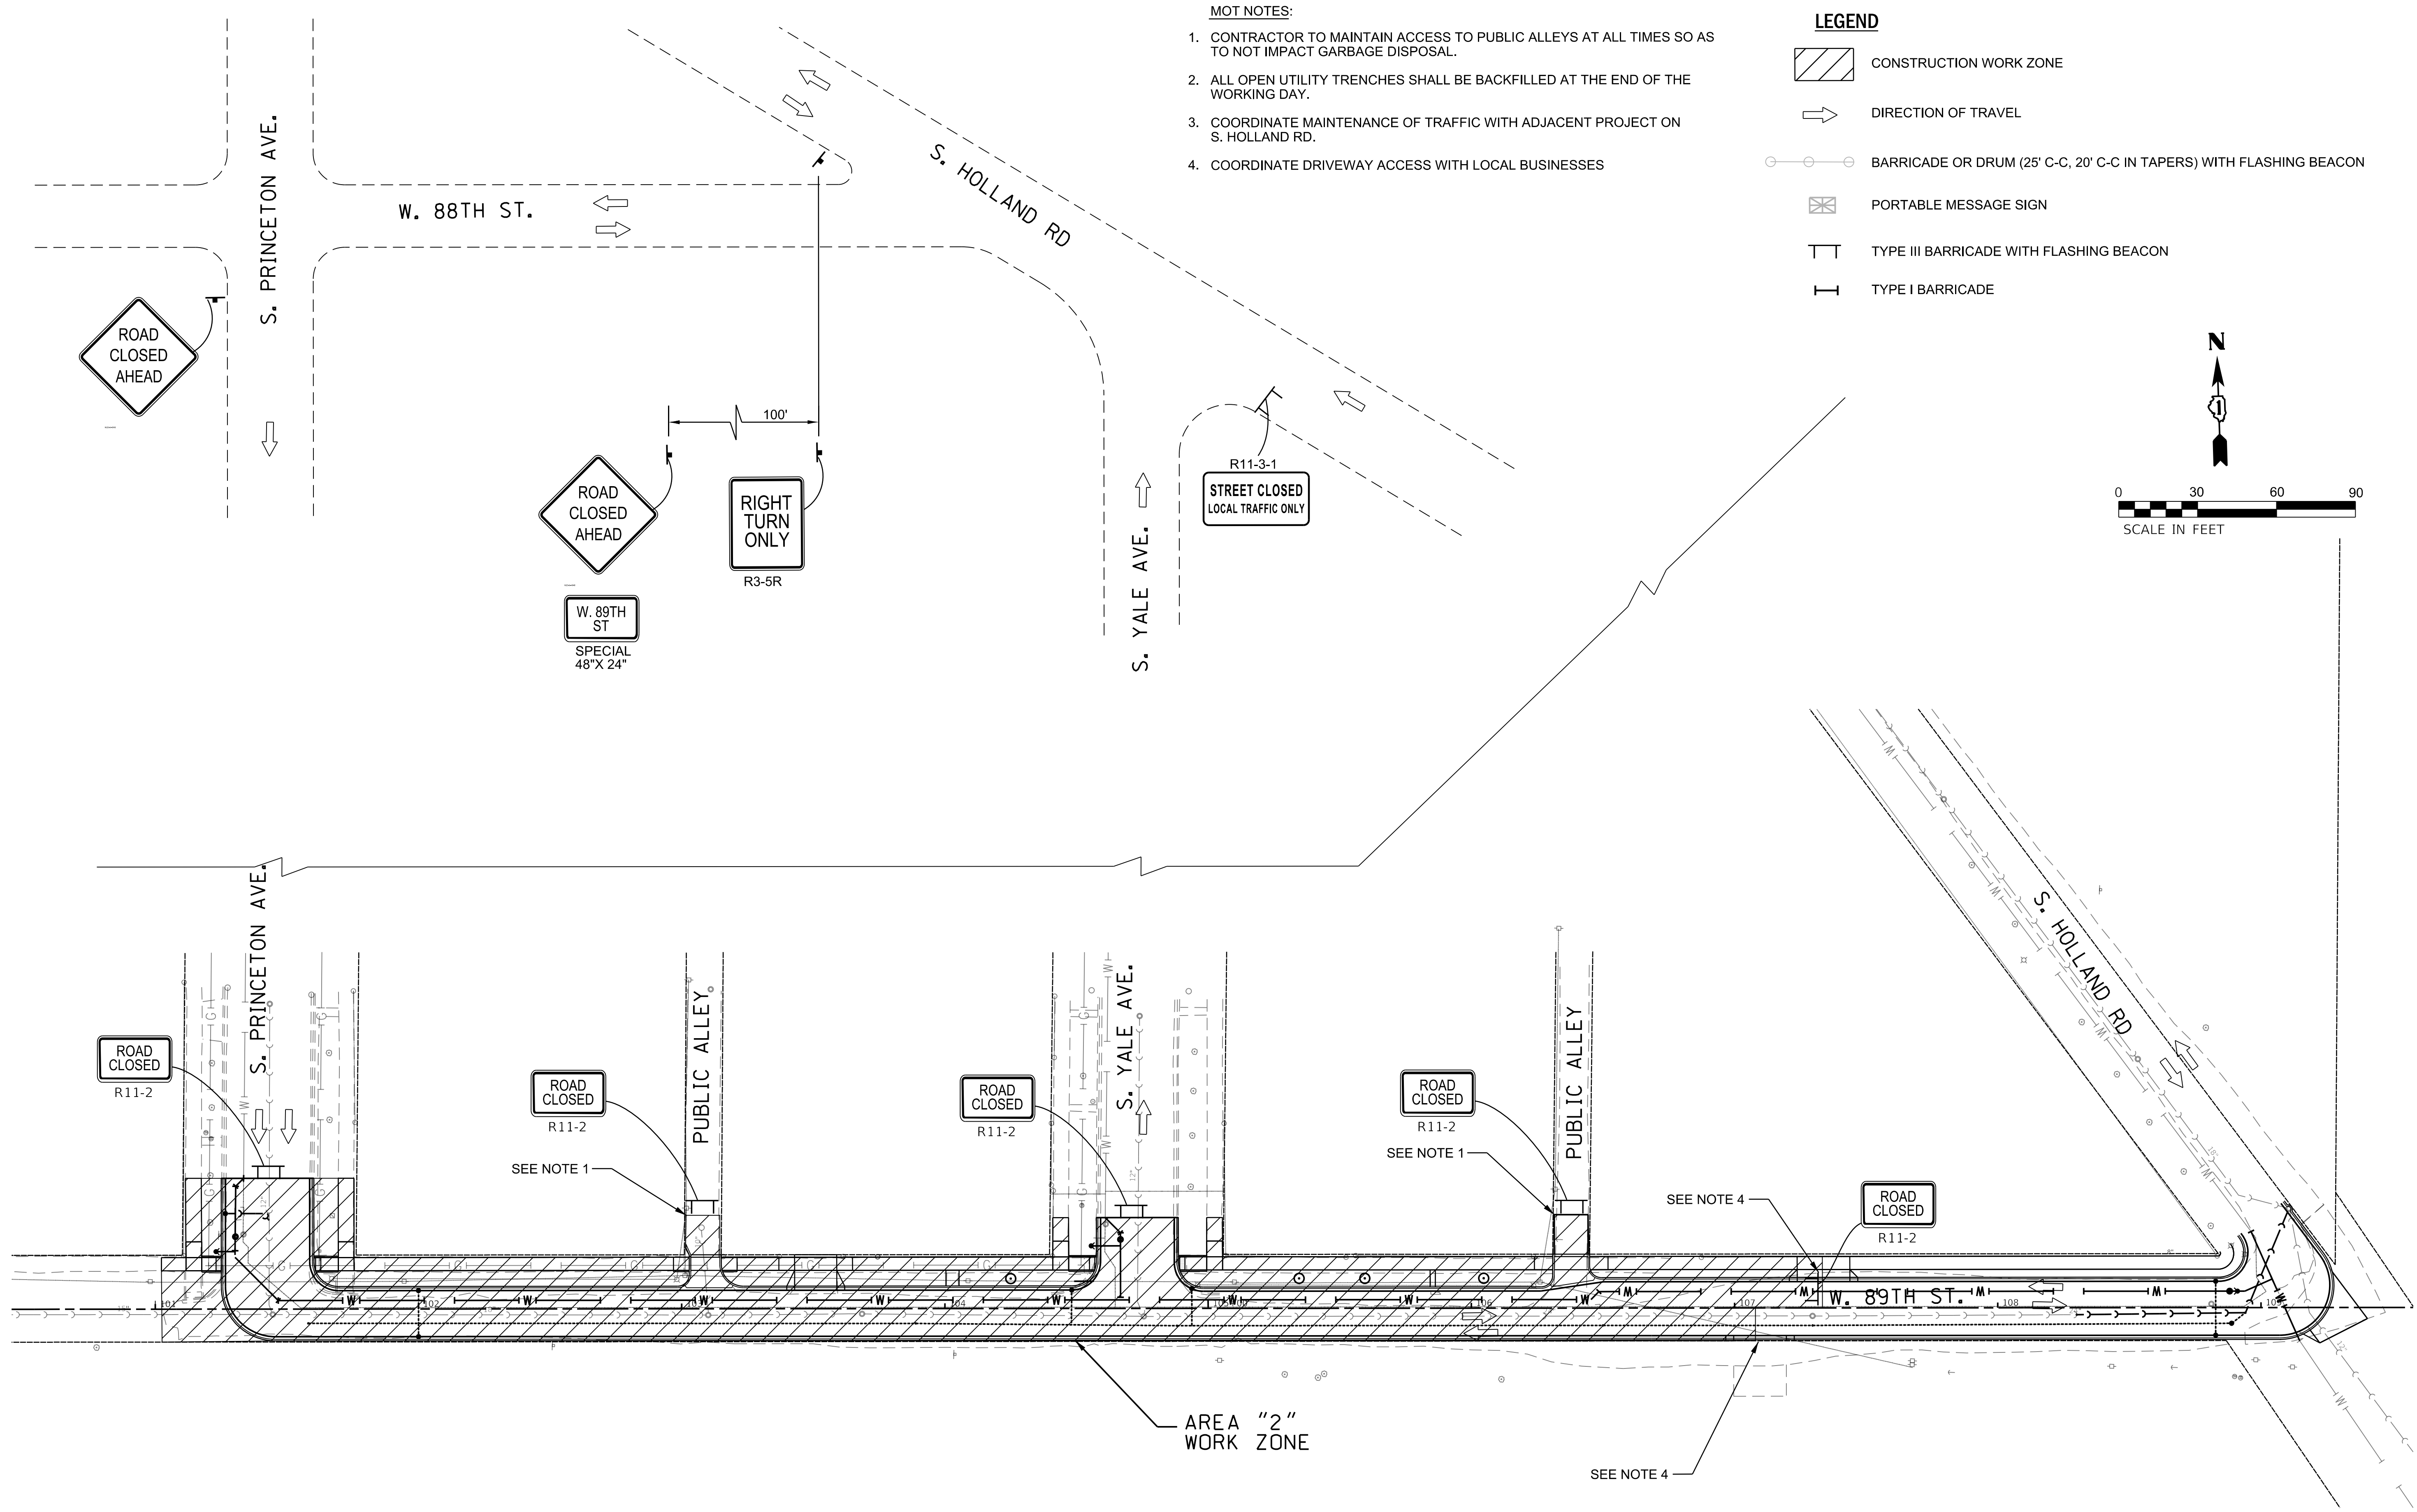 MOT NOTES:
1. CONTRACTOR TO MAINTAIN ACCESS TO PUBLIC ALLEYS AT ALL TIMES SO AS
TO NOT IMPACT GARBAGE DISPOSAL.
2. ALL OPEN UTILITY TRENCHES SHALL BE BACKFILLED AT THE END OF THE
WORKING DAY.
3. COORDINATE MAINTENANCE OF TRAFFIC WITH ADJACENT PROJECT ON
S. HOLLAND RD.
4. COORDINATE DRIVEWAY ACCESS WITH LOCAL BUSINESSES
LEGEND
CONSTRUCTION WORK ZONE
DIRECTION OF TRAVEL
BARRICADE OR DRUM (25' C-C, 20' C-C IN TAPERS) WITH FLASHING BEACON
PORTABLE MESSAGE SIGN
TYPE III BARRICADE WITH FLASHING BEACON
TYPE I BARRICADE
N
1
0 30 60 90
SCALE IN FEET
S. PRINCETON AVE.
W. 88TH ST.
S. HOLLAND RD
ROAD
CLOSED
AHEAD
100'
ROAD
CLOSED
AHEAD
W. 89TH
ST
SPECIAL
48"X 24"
RIGHT
TURN
ONLY
R3-5R
S. YALE AVE.
R11-3-1
STREET CLOSED
LOCAL TRAFFIC ONLY
S. PRINCETON AVE.
ROAD
CLOSED
R11-2
PUBLIC ALLEY
ROAD
CLOSED
R11-2
SEE NOTE 1
S. YALE AVE.
ROAD
CLOSED
R11-2
PUBLIC ALLEY
ROAD
CLOSED
R11-2
SEE NOTE 1
SEE NOTE 4
ROAD
CLOSED
R11-2
S. HOLLAND RD
W. 89TH ST.
101
102
104
106
107
108
AREA "2"
WORK ZONE
SEE NOTE 4